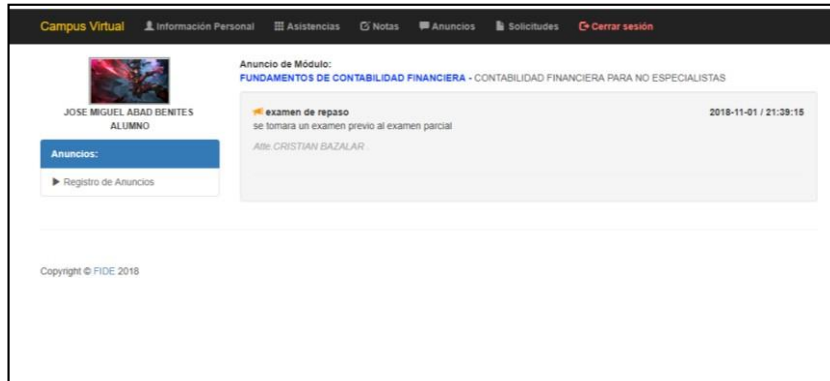 Campus Virtual Información Personal Asistencias Notas Anuncios Solicitudes Cerrar sesión
JOSE MIGUEL ABAD BENITES
ALUMNO
Anuncios:
Registro de Anuncios
Anuncio de Módulo:
FUNDAMENTOS DE CONTABILIDAD FINANCIERA - CONTABILIDAD FINANCIERA PARA NO ESPECIALISTAS
examen de repaso 2018-11-01 / 21:39:15
se tomara un examen previo al examen parcial
Atte.CRISTIAN BAZALAR .
Copyright © FIDE 2018